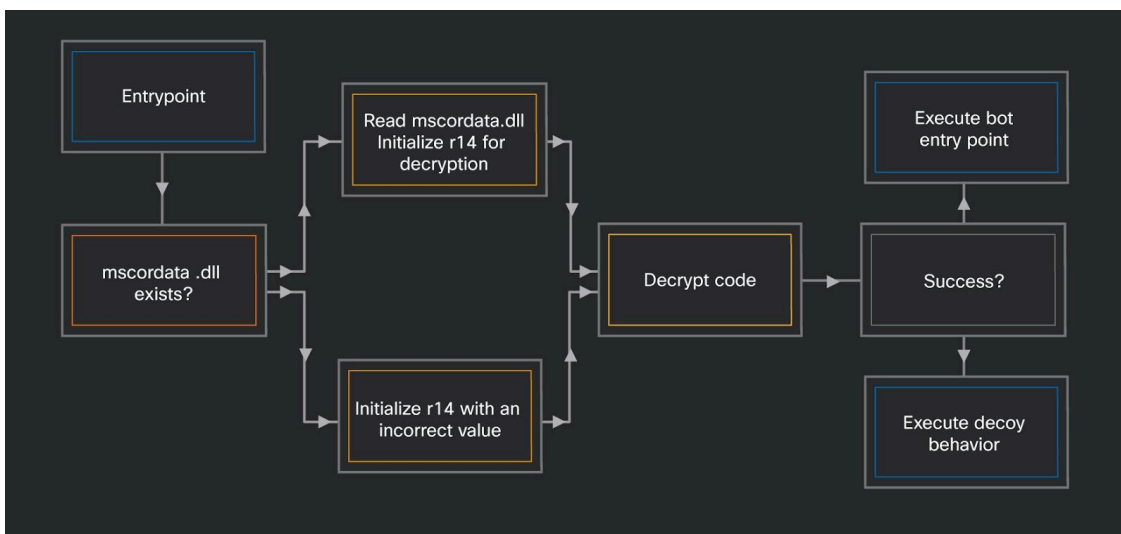 Entrypoint
mscordata .dll
exists?
Read mscordata.dll
Initialize r14 for
decryption
Initialize r14 with an
incorrect value
Decrypt code
Success?
Execute bot
entry point
Execute decoy
behavior